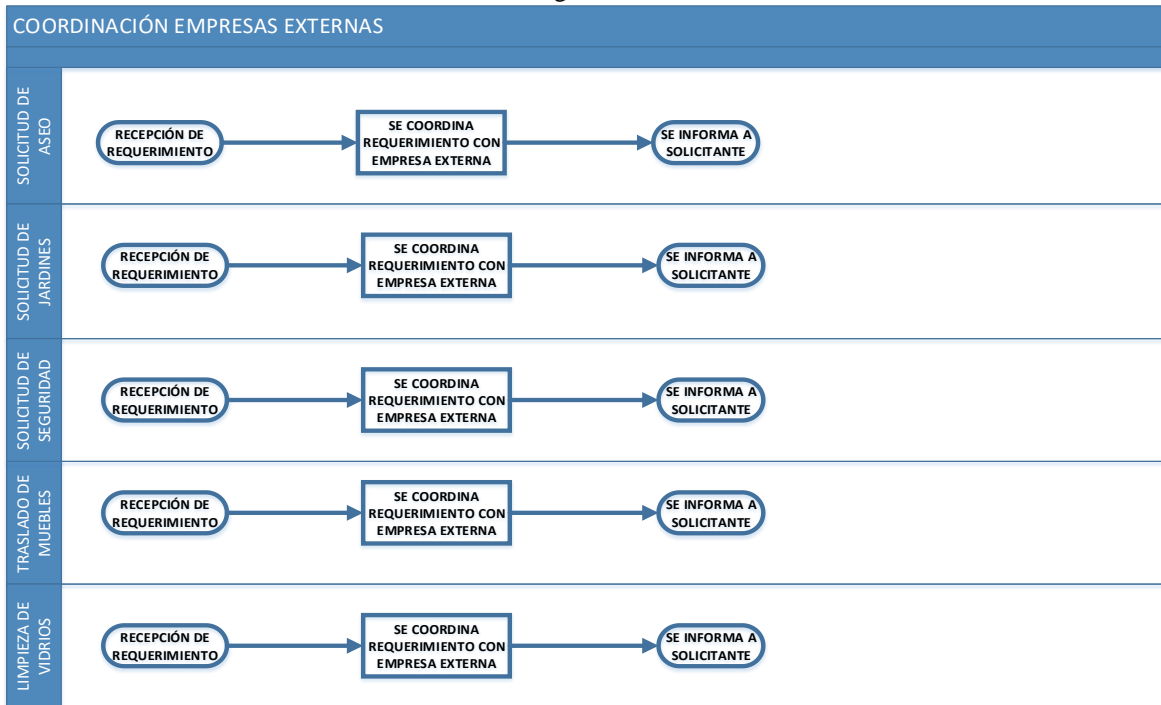 COORDINACIÓN EMPRESAS EXTERNAS
SOLICITUD DE
ASEO
RECEPCIÓN DE
REQUERIMIENTO
SE COORDINA
REQUERIMIENTO CON
EMPRESA EXTERNA
SE INFORMA A
SOLICITANTE
SOLICITUD DE
JARDINES
RECEPCIÓN DE
REQUERIMIENTO
SE COORDINA
REQUERIMIENTO CON
EMPRESA EXTERNA
SE INFORMA A
SOLICITANTE
SOLICITUD DE
SEGURIDAD
RECEPCIÓN DE
REQUERIMIENTO
SE COORDINA
REQUERIMIENTO CON
EMPRESA EXTERNA
SE INFORMA A
SOLICITANTE
TRASLADO DE
MUEBLES
RECEPCIÓN DE
REQUERIMIENTO
SE COORDINA
REQUERIMIENTO CON
EMPRESA EXTERNA
SE INFORMA A
SOLICITANTE
LIMPIEZA DE
VIDRIOS
RECEPCIÓN DE
REQUERIMIENTO
SE COORDINA
REQUERIMIENTO CON
EMPRESA EXTERNA
SE INFORMA A
SOLICITANTE